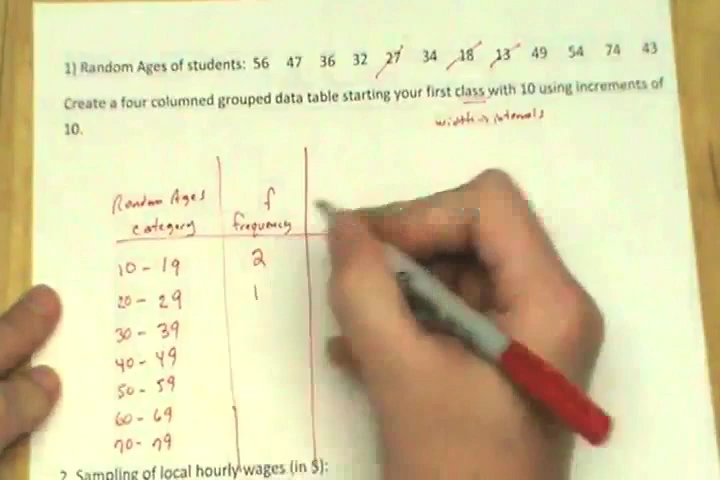 1) Random Ages of students: 56 47 36 32 27 34 18 13 49 54 74 43
Create a four columned grouped data table starting your first class with 10 using increments of
10.
width → intervals
Random Ages
category
f
frequency
10 - 19 2
20 - 29 1
30 - 39
40 - 49
50 - 59
60 - 69
70 - 79
2. Sampling of local hourly wages (in $):